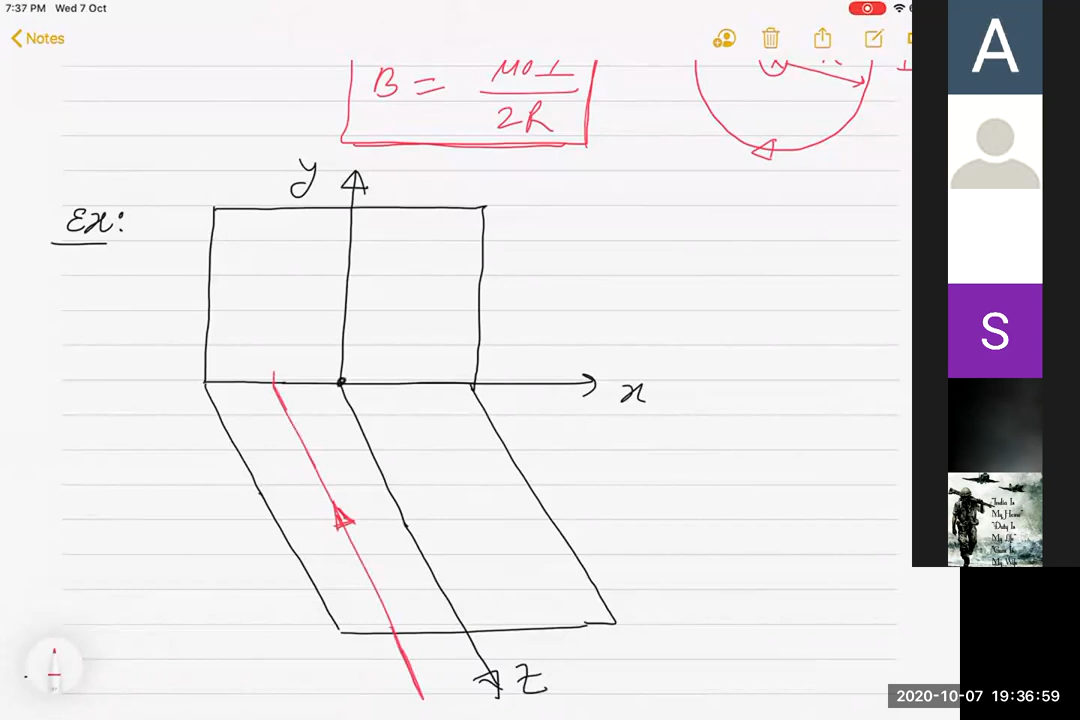 7:37 PM Wed 7 Oct
Notes
B = μ0I
2R
y
Ex:
x
z
A
S
India Is
My Home"
"Duty Is
My Life"
2020-10-07 19:36:59